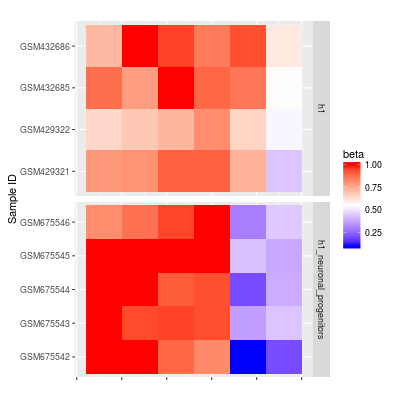 GSM432686
GSM432685
GSM429322
GSM429321
h1
GSM675546
GSM675545
GSM675544
GSM675543
GSM675542
h1_neuronal_progenitors
Sample ID
beta
1.00
0.75
0.50
0.25